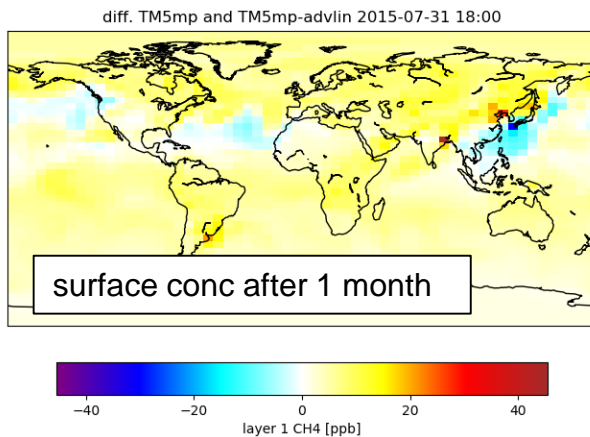 diff. TM5mp and TM5mp-advlin 2015-07-31 18:00
surface conc after 1 month
−40 −20 0 20 40
layer 1 CH4 [ppb]